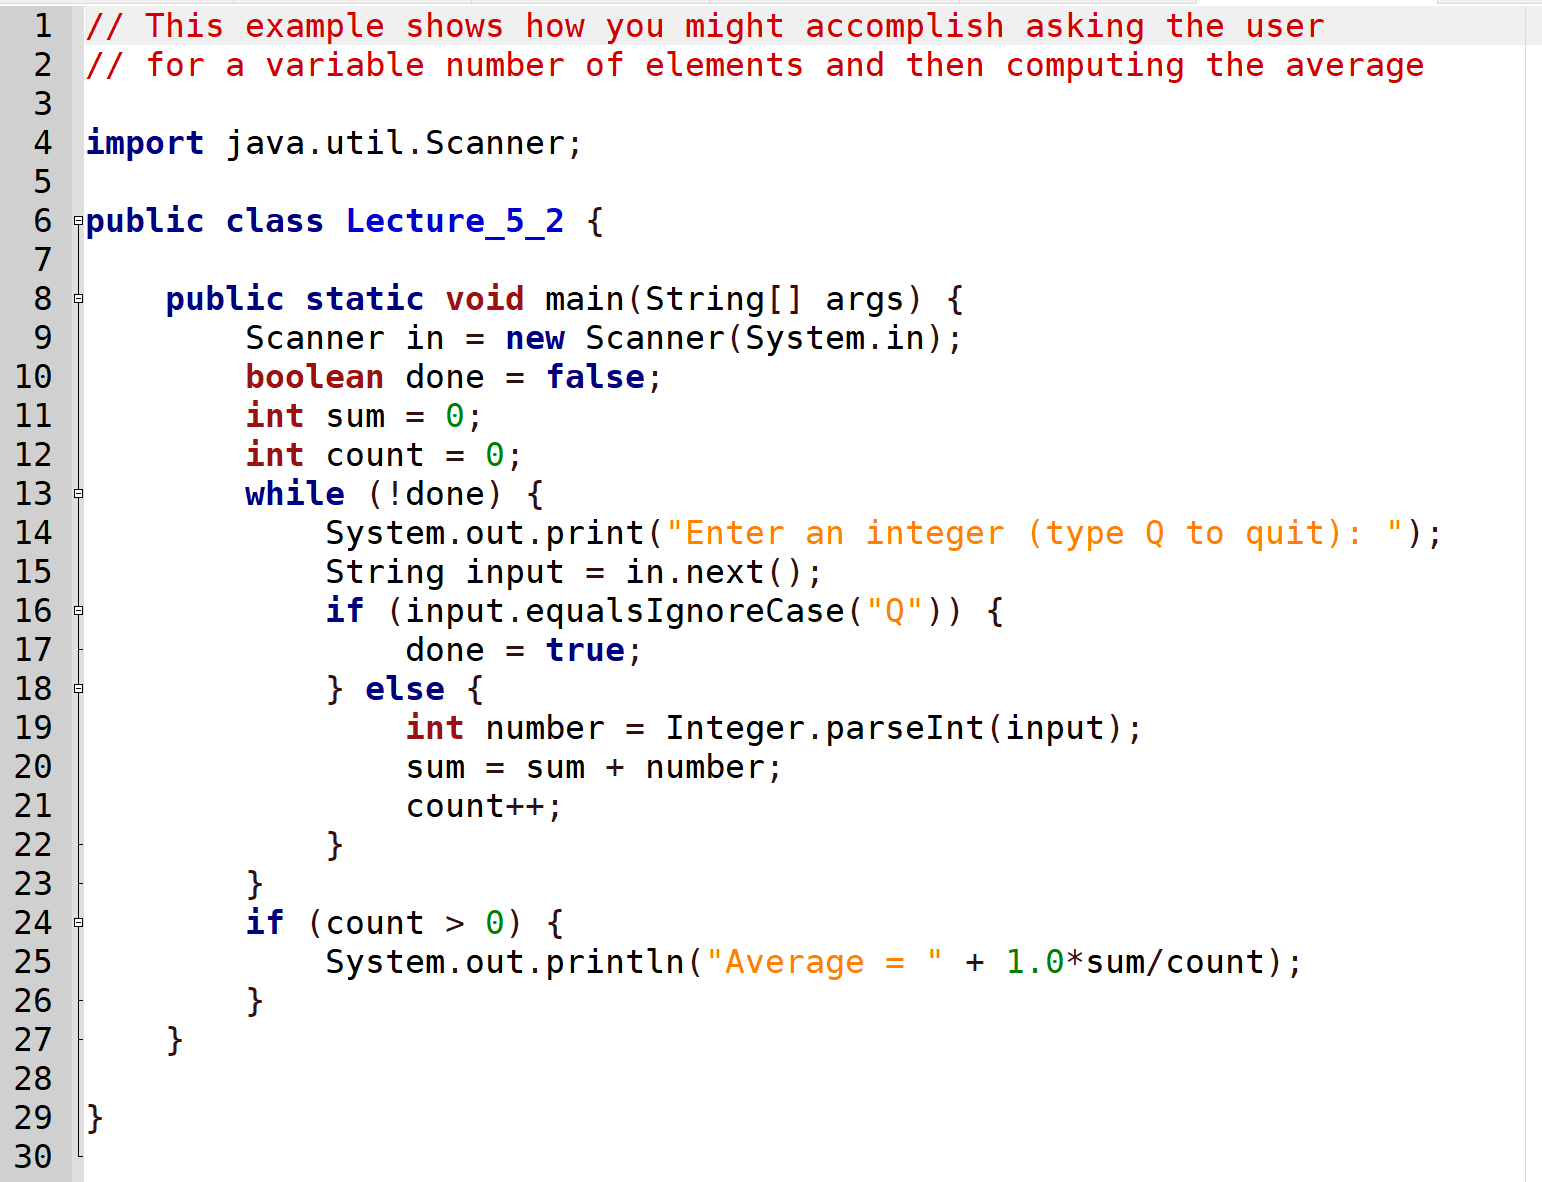 1 // This example shows how you might accomplish asking the user
2 // for a variable number of elements and then computing the average
3
4 import java.util.Scanner;
5
6 public class Lecture_5_2 {
7
8     public static void main(String[] args) {
9         Scanner in = new Scanner(System.in);
10         boolean done = false;
11         int sum = 0;
12         int count = 0;
13         while (!done) {
14             System.out.print("Enter an integer (type Q to quit): ");
15             String input = in.next();
16             if (input.equalsIgnoreCase("Q")) {
17                 done = true;
18             } else {
19                 int number = Integer.parseInt(input);
20                 sum = sum + number;
21                 count++;
22             }
23         }
24         if (count > 0) {
25             System.out.println("Average = " + 1.0*sum/count);
26         }
27     }
28
29 }
30